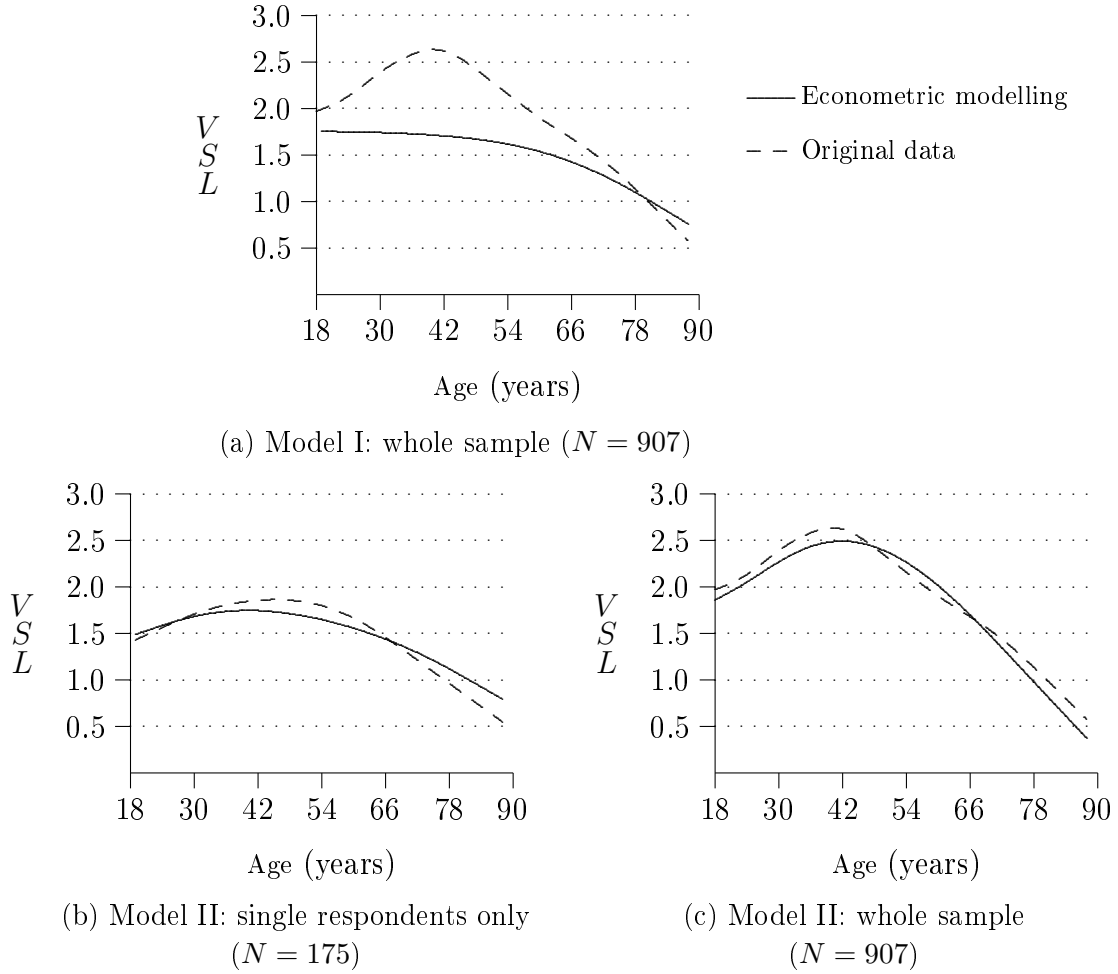 3.0
2.5
2.0
1.5
1.0
0.5
V
S
L
18 30 42 54 66 78 90
Age (years)
Econometric modelling
Original data
(a) Model I: whole sample (N = 907)
3.0
2.5
2.0
1.5
1.0
0.5
V
S
L
18 30 42 54 66 78 90
Age (years)
(b) Model II: single respondents only
(N = 175)
3.0
2.5
2.0
1.5
1.0
0.5
V
S
L
18 30 42 54 66 78 90
Age (years)
(c) Model II: whole sample
(N = 907)